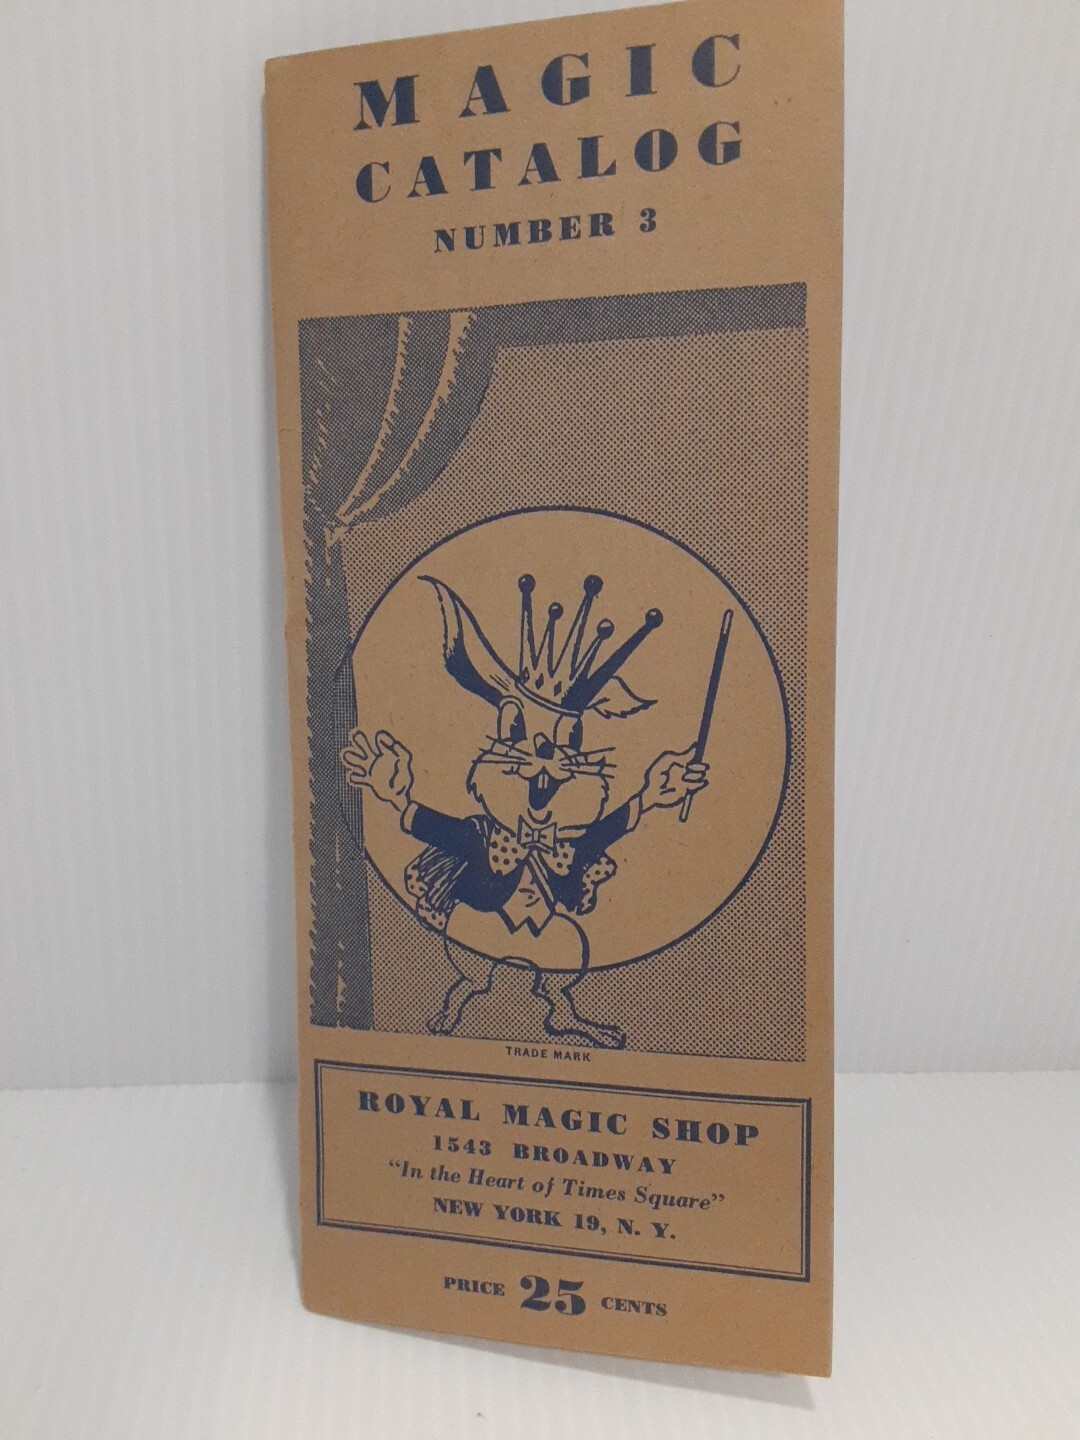 MAGIC
CATALOG
NUMBER 3
TRADE MARK
ROYAL MAGIC SHOP
1543 BROADWAY
“In the Heart of Times Square”
NEW YORK 19, N. Y.
PRICE 25 CENTS